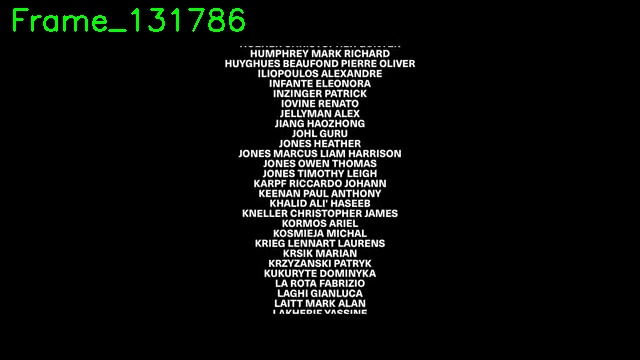 Frame_131786
HUMPHREY MARK RICHARD
HUYGHUES BEAUFOND PIERRE OLIVER
ILIOPOULOS ALEXANDRE
INFANTE ELEONORA
INZINGER PATRICK
IOVINE RENATO
JELLYMAN ALEX
JIANG HAOZHONG
JOHL GURU
JONES HEATHER
JONES MARCUS LIAM HARRISON
JONES OWEN THOMAS
JONES TIMOTHY LEIGH
KARPF RICCARDO JOHANN
KEENAN PAUL ANTHONY
KHALID ALI' HASEEB
KNELLER CHRISTOPHER JAMES
KORMOS ARIEL
KOSMIEJA MICHAL
KRIEG LENNART LAURENS
KRSIK MARIAN
KRZYZANSKI PATRYK
KUKURYTE DOMINYKA
LA ROTA FABRIZIO
LAGHI GIANLUCA
LAITT MARK ALAN
LAKHERIF YASSINE